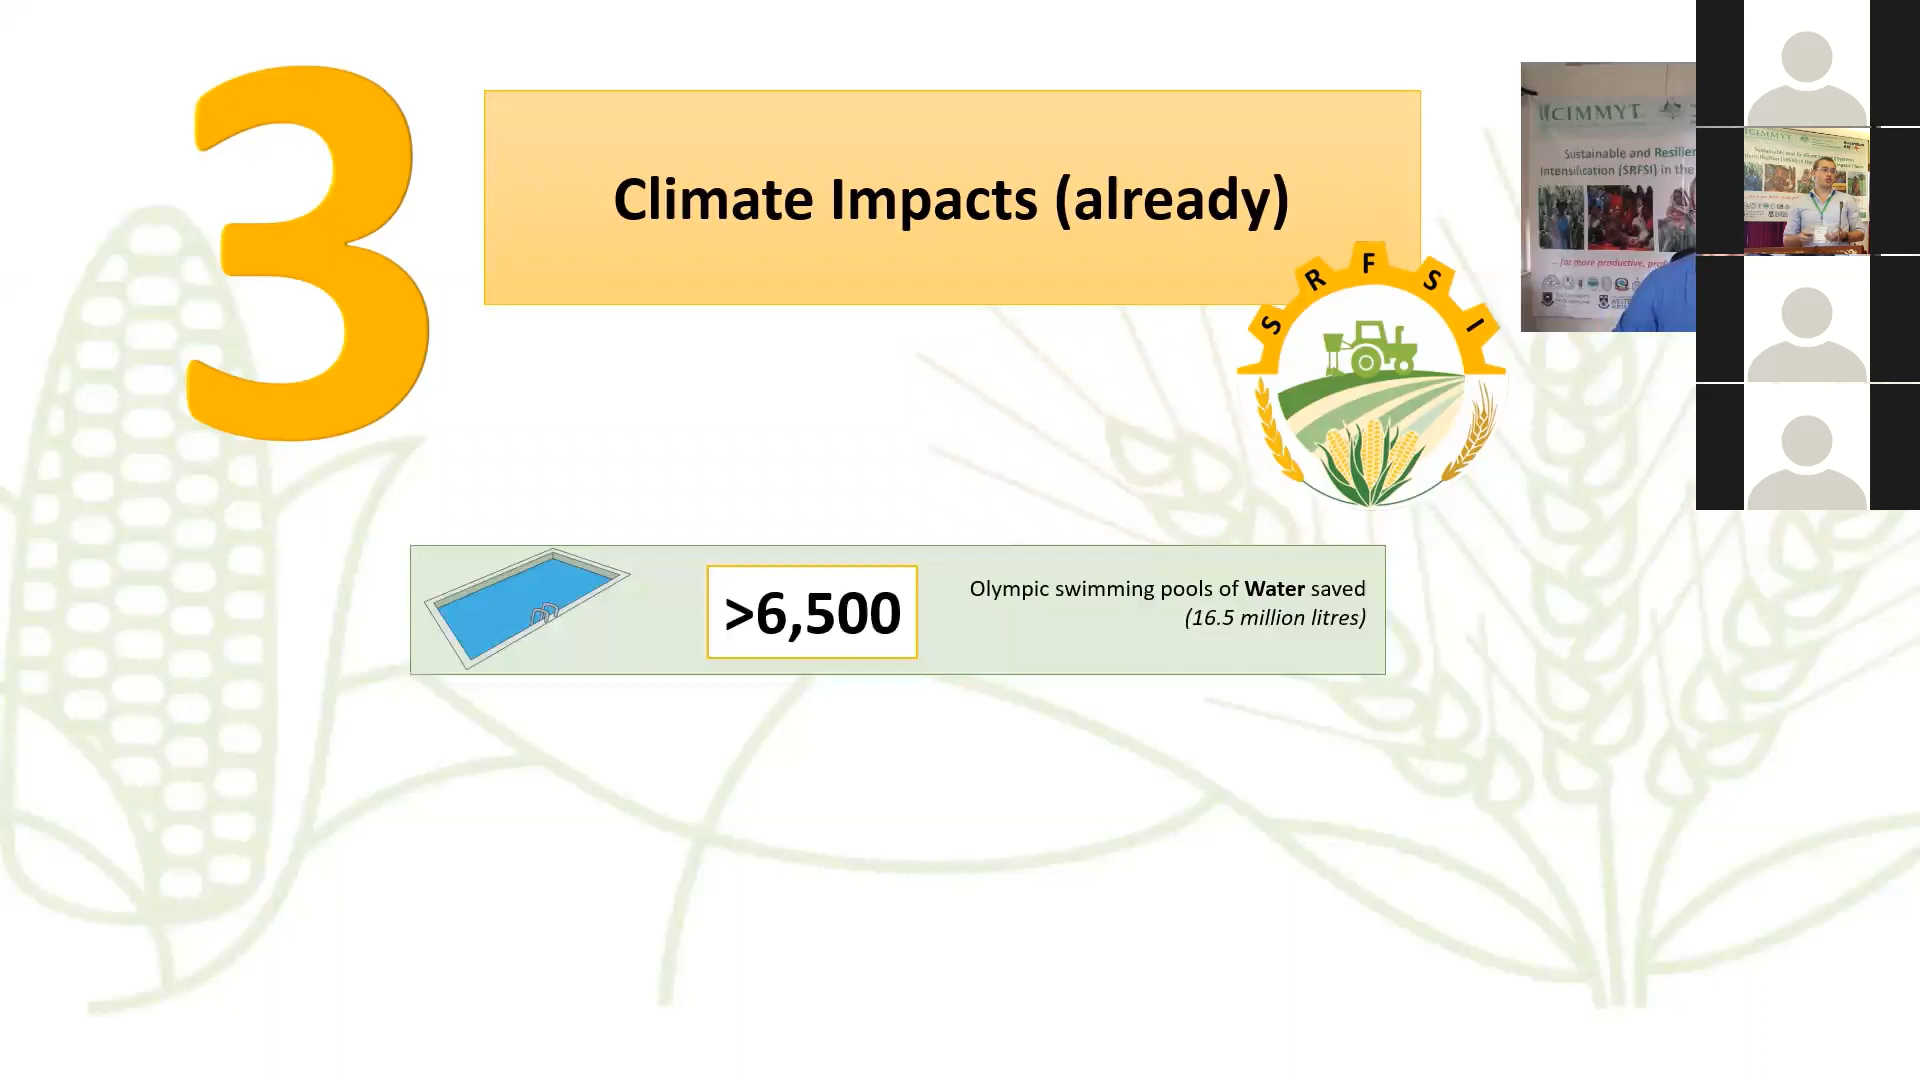 3
Climate Impacts (already)
S R F S I
>6,500
Olympic swimming pools of Water saved
(16.5 million litres)
CIMMYT
Sustainable and Resilien
Intensification (SRFSI) in the
for more productive,
CIMMYT